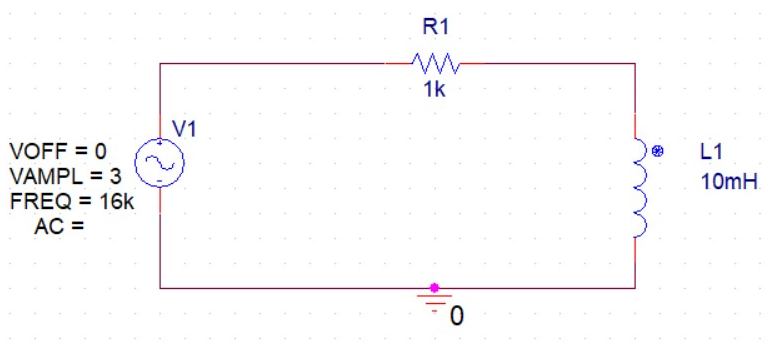 R1
1k
V1
VOFF = 0
VAMPL = 3
FREQ = 16k
AC =
L1
10mH
0